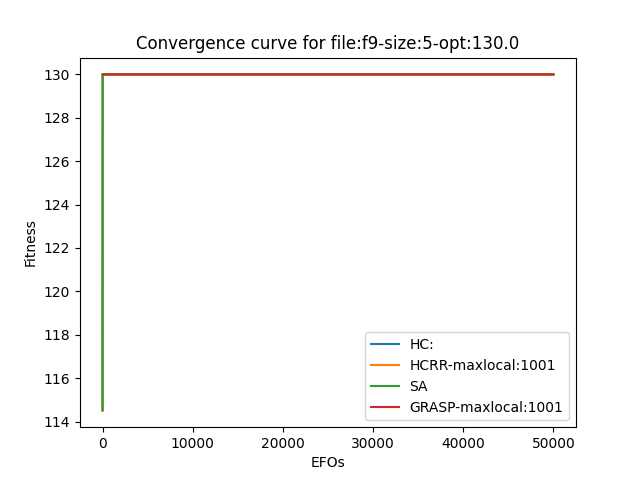 Convergence curve for file:f9-size:5-opt:130.0
130
128
126
124
122
120
118
116
114
Fitness
0
10000
20000
30000
40000
50000
EFOs
HC:
HCRR-maxlocal:1001
SA
GRASP-maxlocal:1001